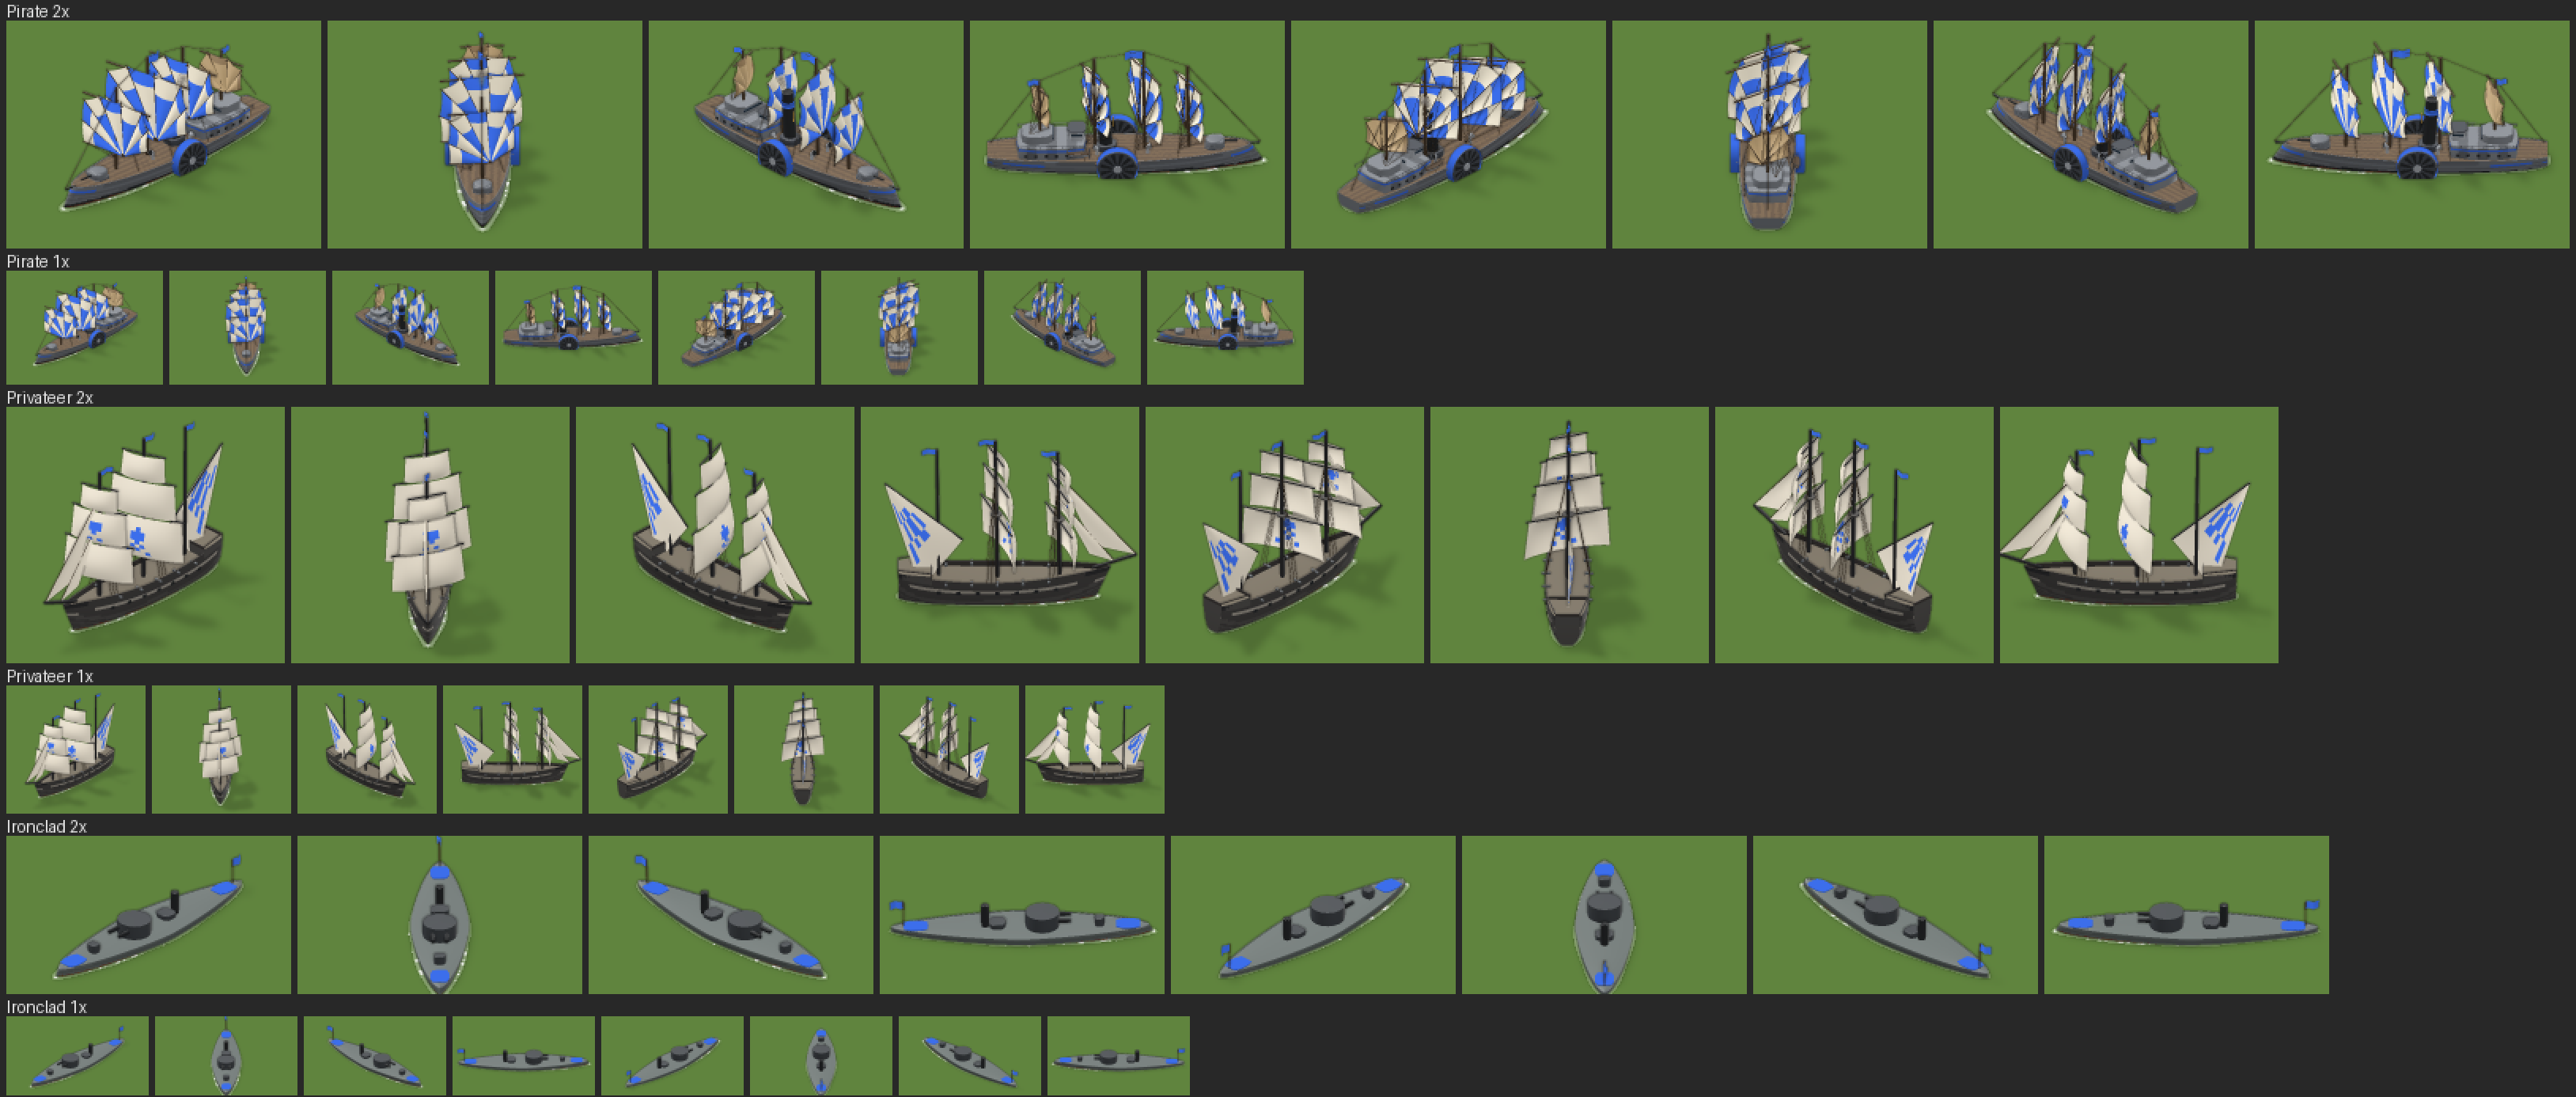 Pirate 2x
Pirate 1x
Privateer 2x
Privateer 1x
Ironclad 2x
Ironclad 1x